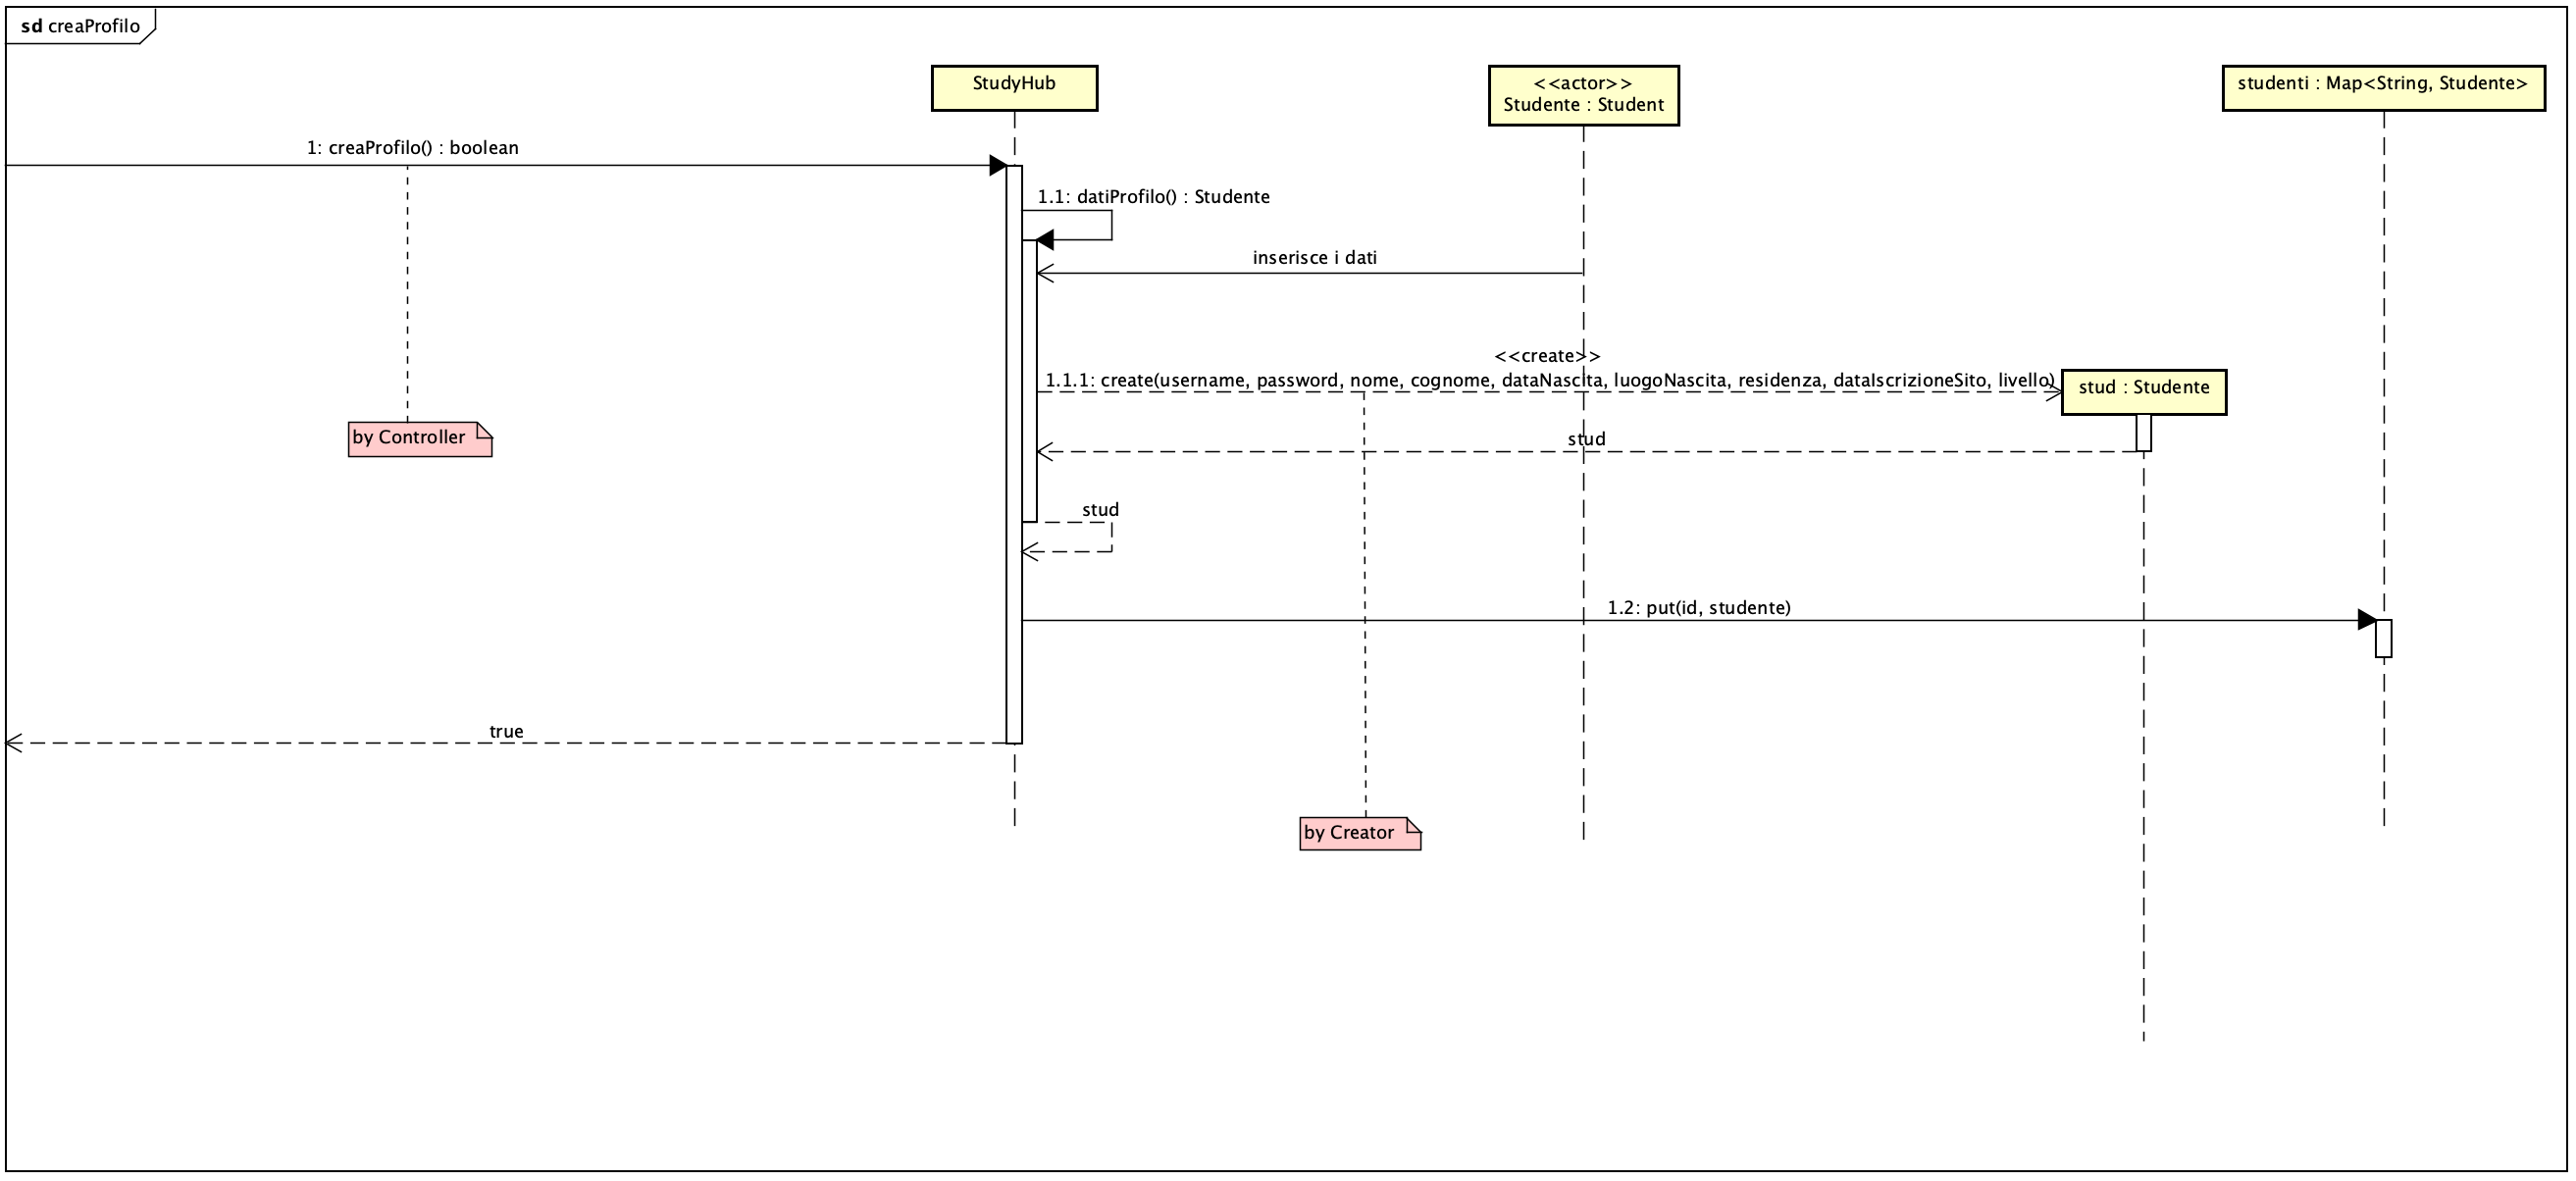 sd creaProfilo
StudyHub
<<actor>>
Studente : Student
studenti : Map<String, Studente>
1: creaProfilo() : boolean
1.1: datiProfilo() : Studente
inserisce i dati
<<create>>
1.1.1: create(username, password, nome, cognome, dataNascita, luogoNascita, residenza, dataIscrizioneSito, livello)
stud : Studente
by Controller
stud
stud
1.2: put(id, studente)
true
by Creator